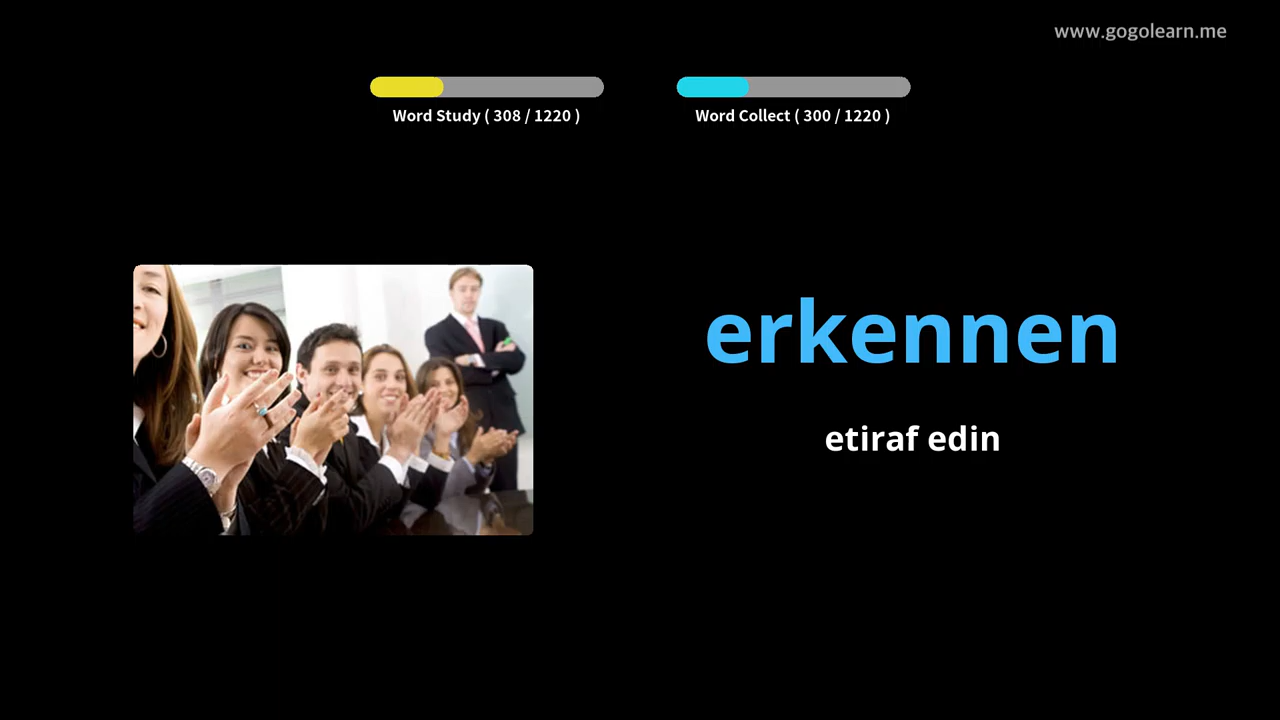 www.gogolearn.me
Word Study ( 308 / 1220 )
Word Collect ( 300 / 1220 )
erkennen
etiraf edin